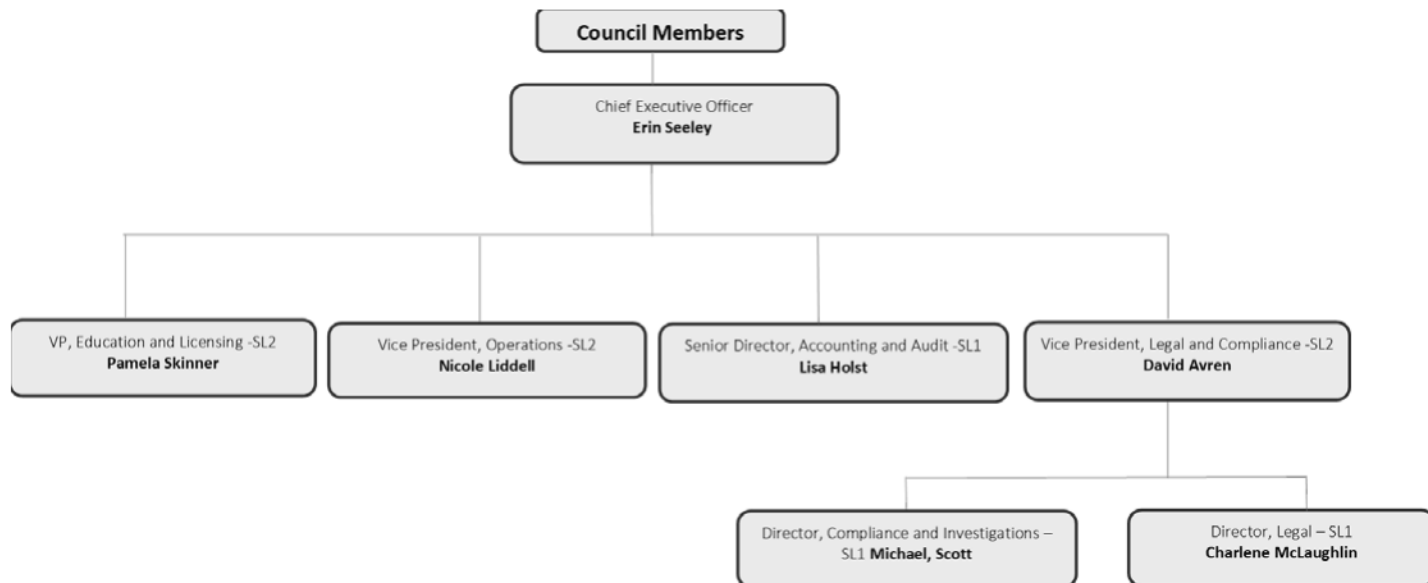 Council Members
Chief Executive Officer
Erin Seeley
VP, Education and Licensing -SL2
Pamela Skinner
Vice President, Operations -SL2
Nicole Liddell
Senior Director, Accounting and Audit -SL1
Lisa Holst
Vice President, Legal and Compliance -SL2
David Avren
Director, Compliance and Investigations –
SL1 Michael, Scott
Director, Legal – SL1
Charlene McLaughlin